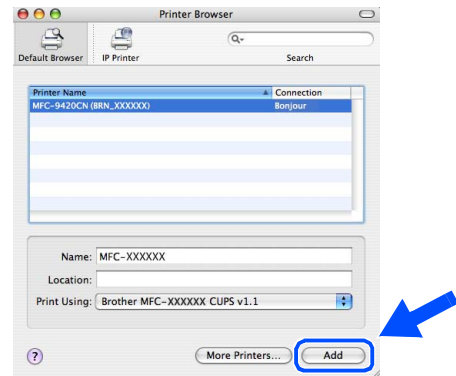 Printer Browser
Default Browser
IP Printer
Search
Printer Name
Connection
MFC-9420CN (BRN_XXXXXX)
Bonjour
Name: MFC-XXXXXX
Location:
Print Using: Brother MFC-XXXXXX CUPS v1.1
?
More Printers...
Add